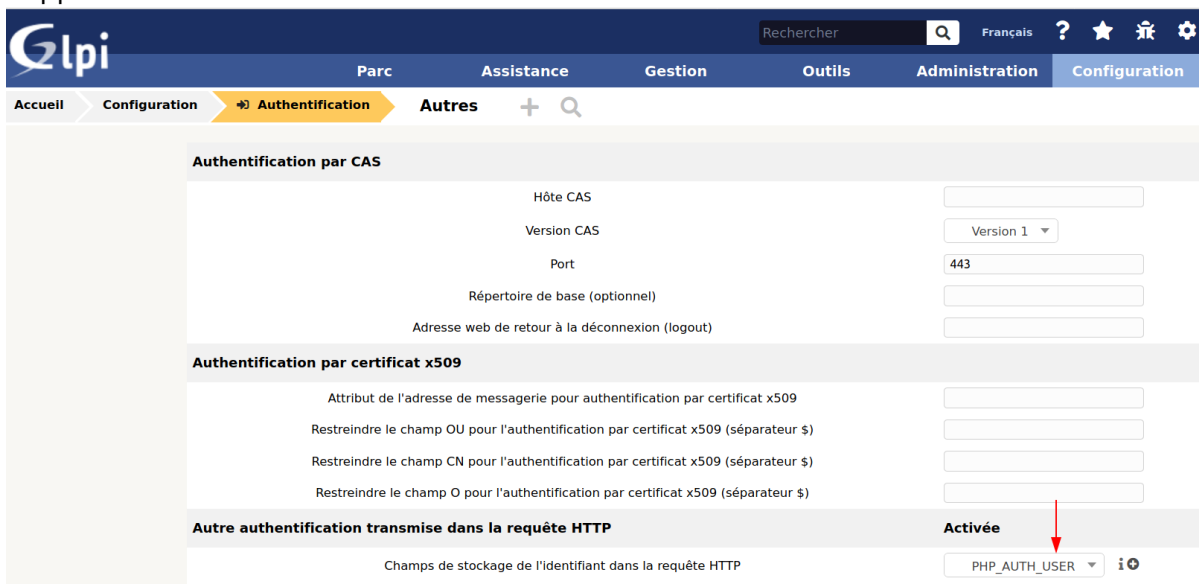 Glpi
Rechercher
Français
Parc Assistance Gestion Outils Administration Configuration
Accueil Configuration Authentification Autres
Authentification par CAS
Hôte CAS
Version CAS Version 1
Port 443
Répertoire de base (optionnel)
Adresse web de retour à la déconnexion (logout)
Authentification par certificat x509
Attribut de l'adresse de messagerie pour authentification par certificat x509
Restreindre le champ OU pour l'authentification par certificat x509 (séparateur $)
Restreindre le champ CN pour l'authentification par certificat x509 (séparateur $)
Restreindre le champ O pour l'authentification par certificat x509 (séparateur $)
Autre authentification transmise dans la requête HTTP Activée
Champs de stockage de l'identifiant dans la requête HTTP PHP_AUTH_USER